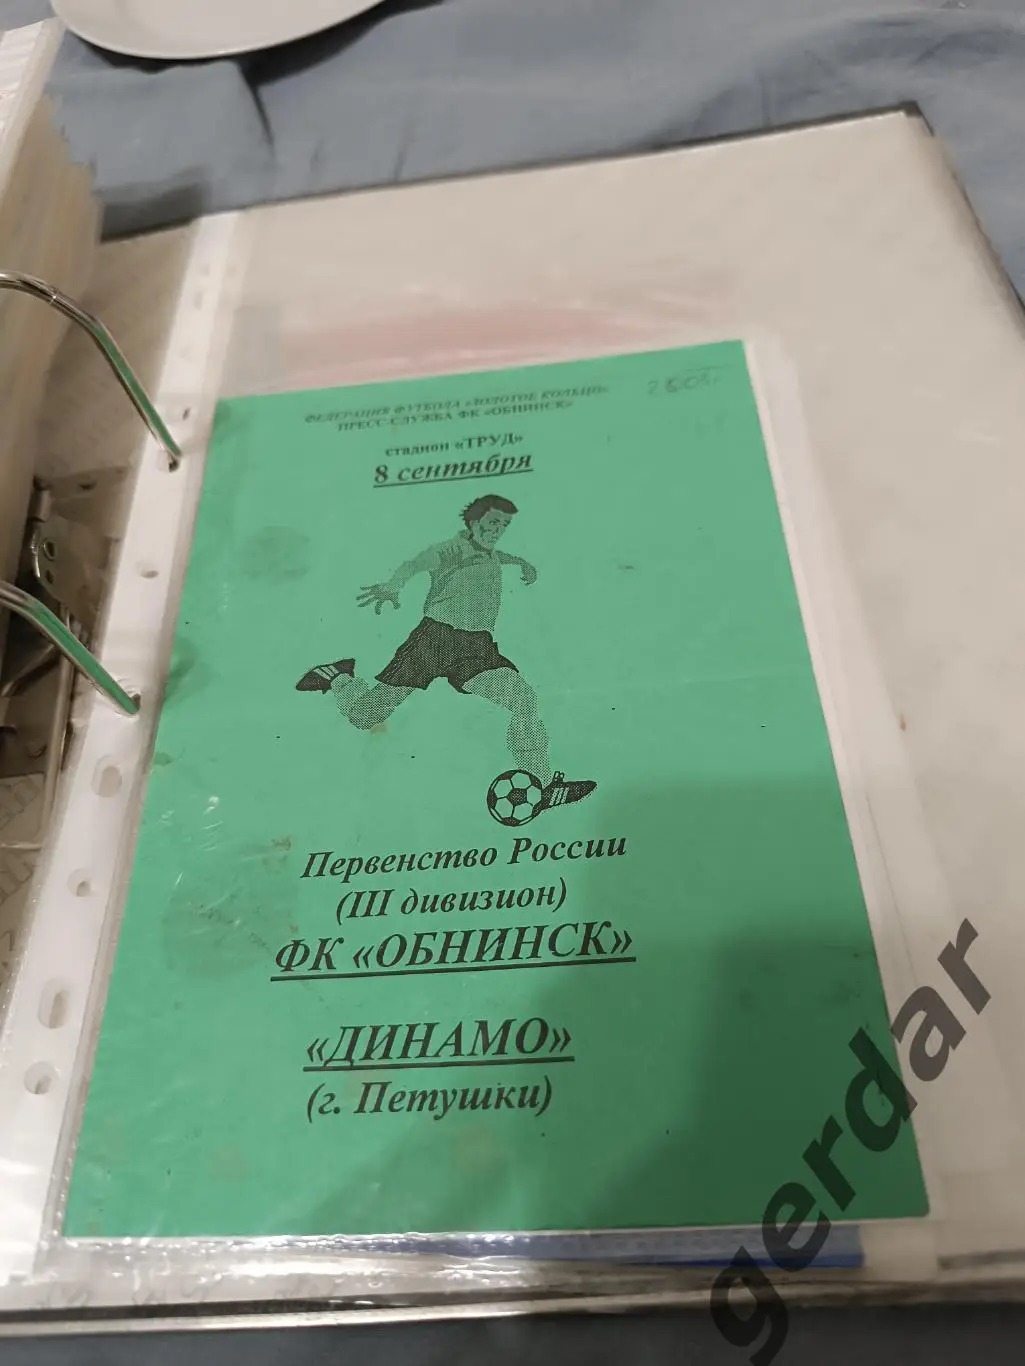 ФЕДЕРАЦИЯ ФУТБОЛА «ЗОЛОТОЕ КОЛЬЦО»
ПРЕСС-СЛУЖБА ФК «ОБНИНСК»
стадион «ТРУД»
8 сентября
Первенство России
(III дивизион)
ФК «ОБНИНСК»
«ДИНАМО»
(г. Петушки)
gerdar